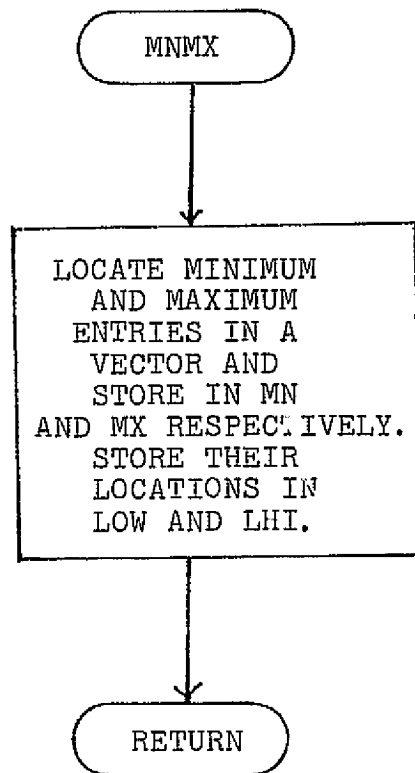 MNMX
LOCATE MINIMUM
AND MAXIMUM
ENTRIES IN A
VECTOR AND
STORE IN MN
AND MX RESPECTIVELY.
STORE THEIR
LOCATIONS IN
LOW AND LHI.
RETURN